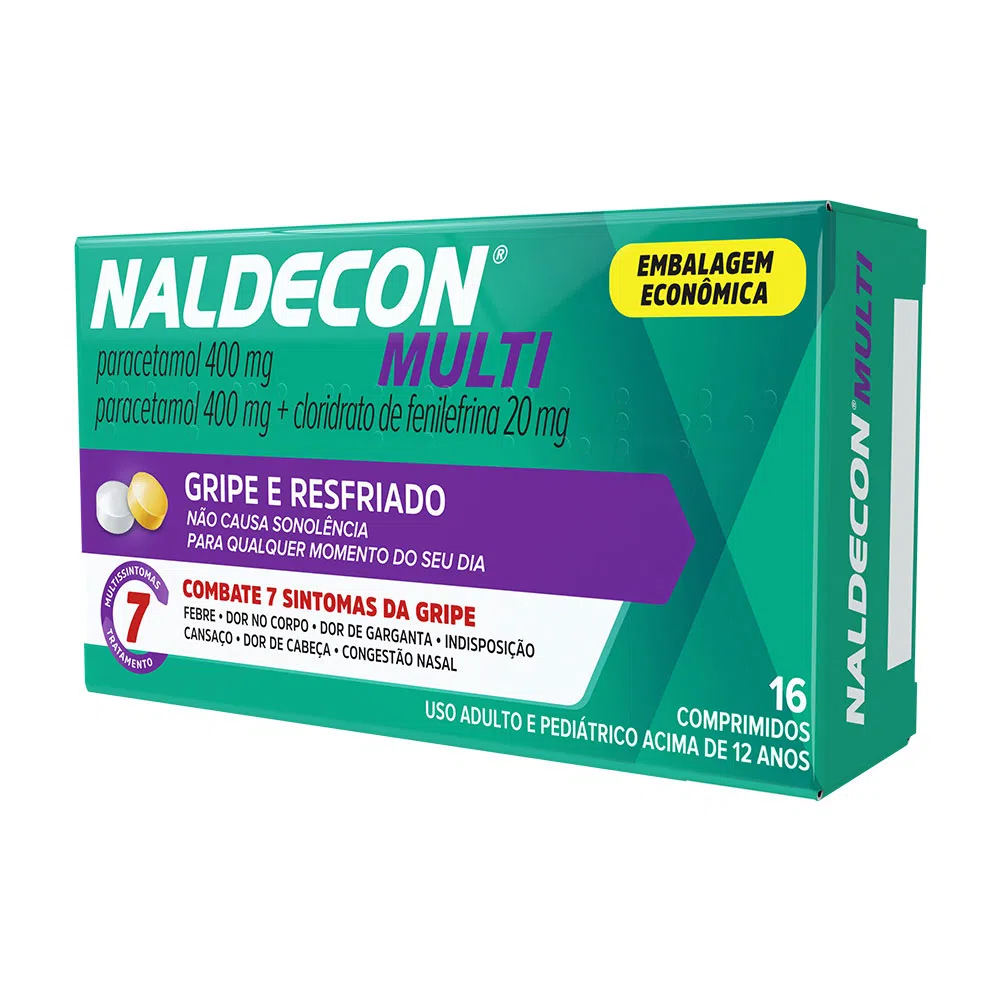 NALDECON®
MULTI
paracetamol 400 mg
paracetamol 400 mg + cloridrato de fenilefrina 20 mg
EMBALAGEM
ECONÔMICA
GRIPE E RESFRIADO
NÃO CAUSA SONOLÊNCIA
PARA QUALQUER MOMENTO DO SEU DIA
MULTISSINTOMAS
7
TRATAMENTO
COMBATE 7 SINTOMAS DA GRIPE
FEBRE • DOR NO CORPO • DOR DE GARGANTA • INDISPOSIÇÃO
CANSAÇO • DOR DE CABEÇA • CONGESTÃO NASAL
16
COMPRIMIDOS
USO ADULTO E PEDIÁTRICO ACIMA DE 12 ANOS
NALDECON® MULTI